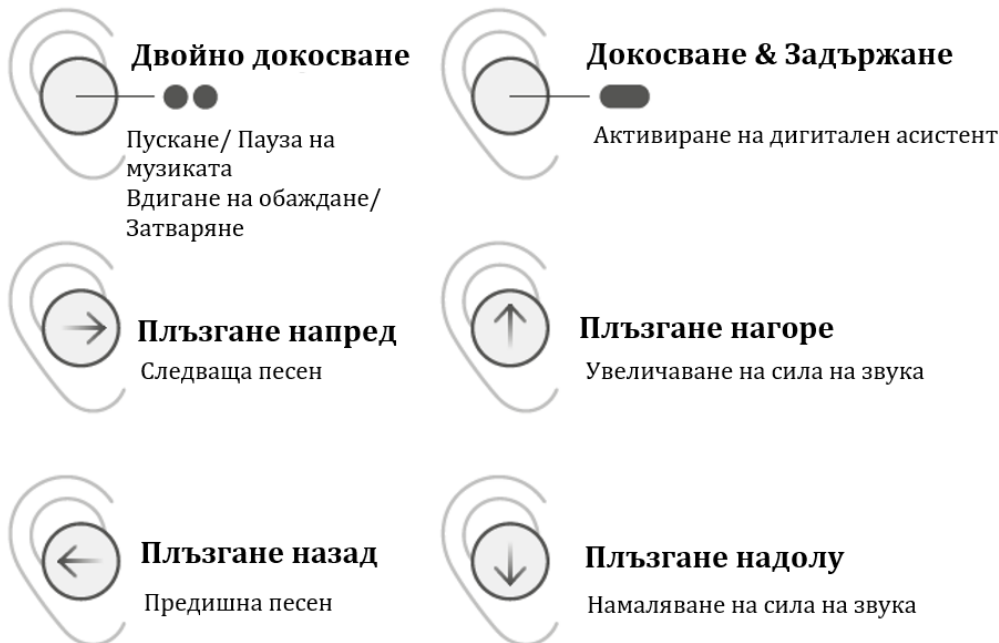 Двойно докосване
Пускане/ Пауза на
музиката
Вдигане на обаждане/
Затваряне
Докосване & Задържане
Активиране на дигитален асистент
Плъзгане напред
Следваща песен
Плъзгане нагоре
Увеличаване на сила на звука
Плъзгане назад
Предишна песен
Плъзгане надолу
Намаляване на сила на звука